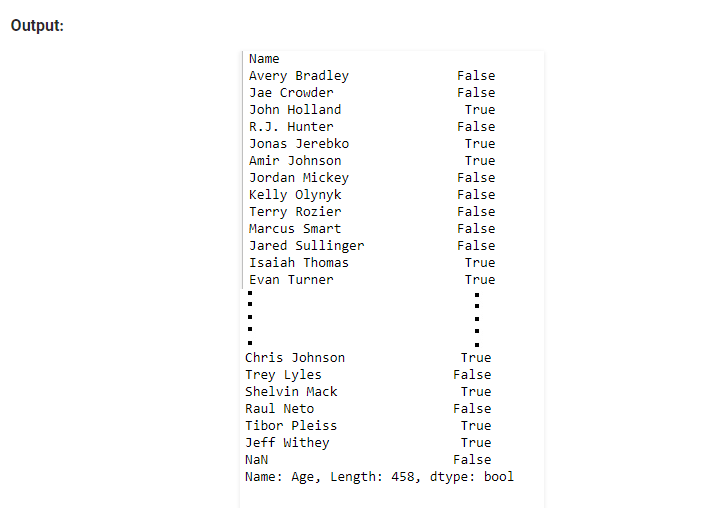 Output:
Name
Avery Bradley False
Jae Crowder False
John Holland True
R.J. Hunter False
Jonas Jerebko True
Amir Johnson True
Jordan Mickey False
Kelly Olynyk False
Terry Rozier False
Marcus Smart False
Jared Sullinger False
Isaiah Thomas True
Evan Turner True
Chris Johnson True
Trey Lyles False
Shelvin Mack True
Raul Neto False
Tibor Pleiss True
Jeff Withey True
NaN False
Name: Age, Length: 458, dtype: bool